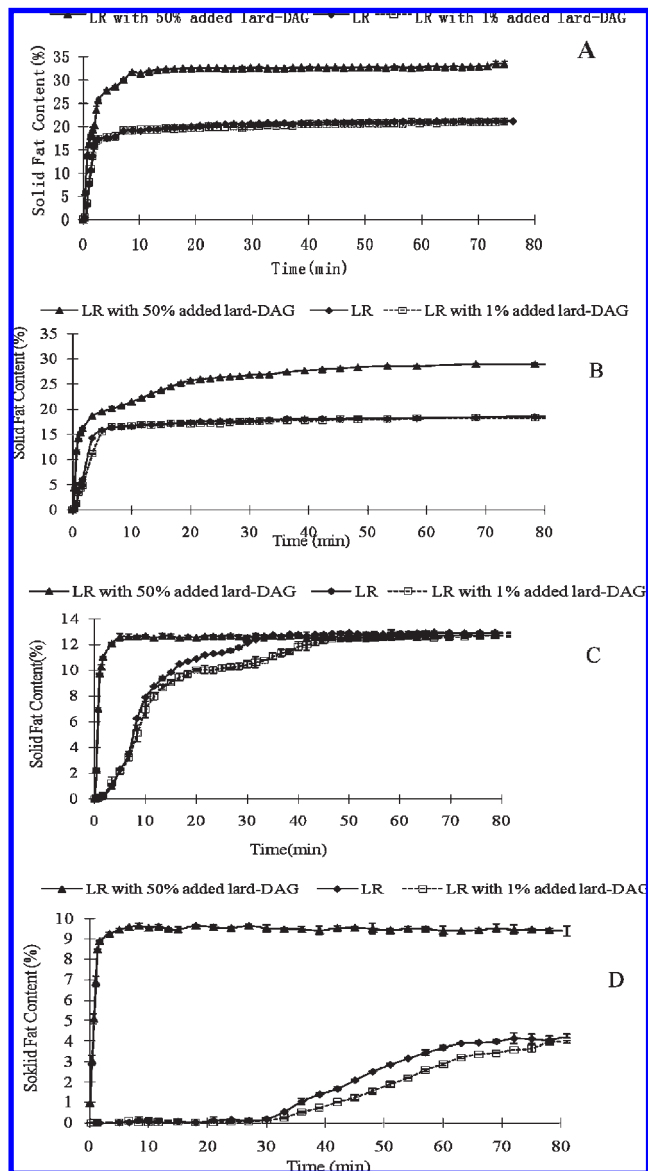 LR with 50% added lard-DAG LR LR with 1% added lard-DAG
A
Solid Fat Content (%)
35
30
25
20
15
10
5
0
0 10 20 30 40 50 60 70 80
Time(min)
LR with 50% added lard-DAG LR LR with 1% added lard-DAG
B
Solid Fat Content (%)
35
30
25
20
15
10
5
0
0 10 20 30 40 50 60 70 80
Time (min)
LR with 50% added lard-DAG LR LR with 1% added lard-DAG
C
Solid Fat Content(%)
14
12
10
8
6
4
2
0
0 10 20 30 40 50 60 70 80
Time(min)
LR with 50% added lard-DAG LR LR with 1% added lard-DAG
D
Soklid Fat Content (%)
10
9
8
7
6
5
4
3
2
1
0
0 10 20 30 40 50 60 70 80
Time (min)